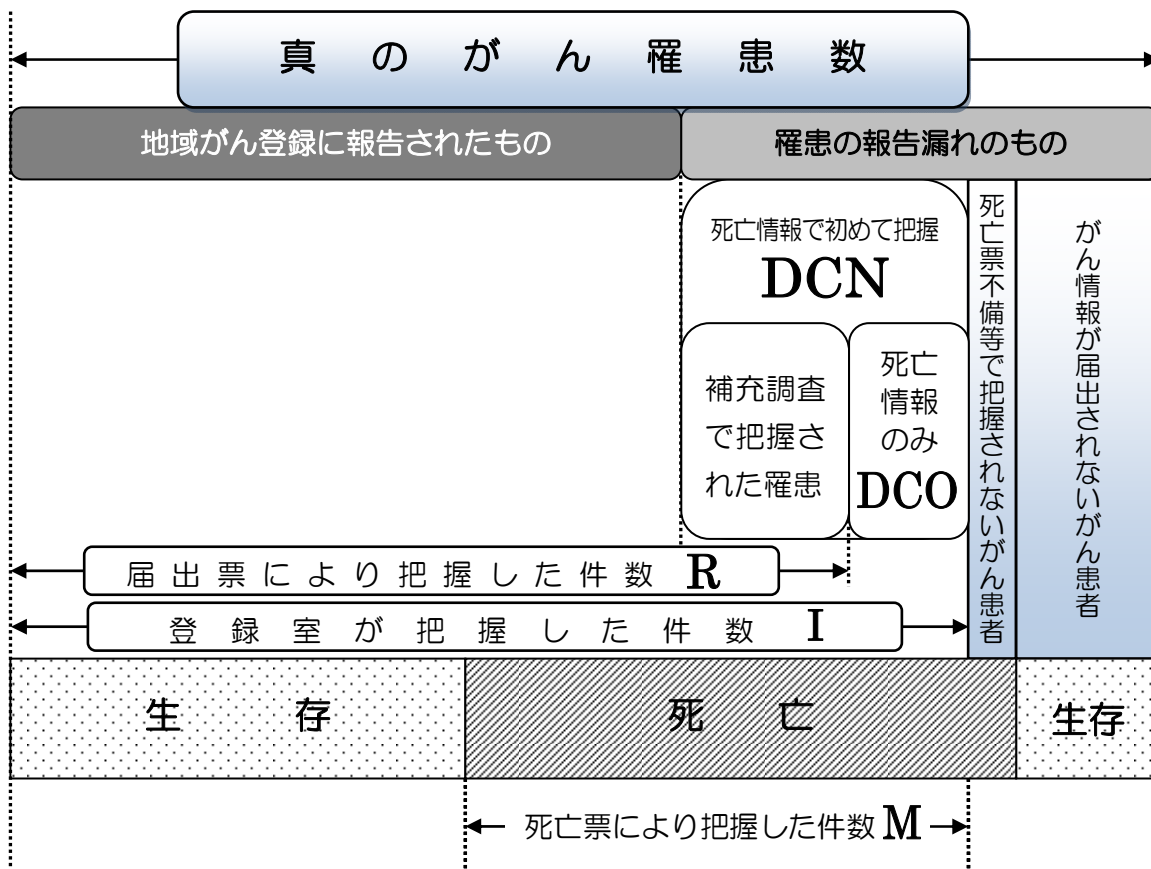 真のがん罹患数
地域がん登録に報告されたもの
罹患の報告漏れのもの
死亡情報で初めて把握
DCN
補充調査
で把握さ
れた罹患
死亡
情報
のみ
DCO
死亡票不備等で把握されないがん患者
がん情報が届出されないがん患者
届出票により把握した件数 R
登録室が把握した件数 I
生存
死亡
生存
死亡票により把握した件数 M